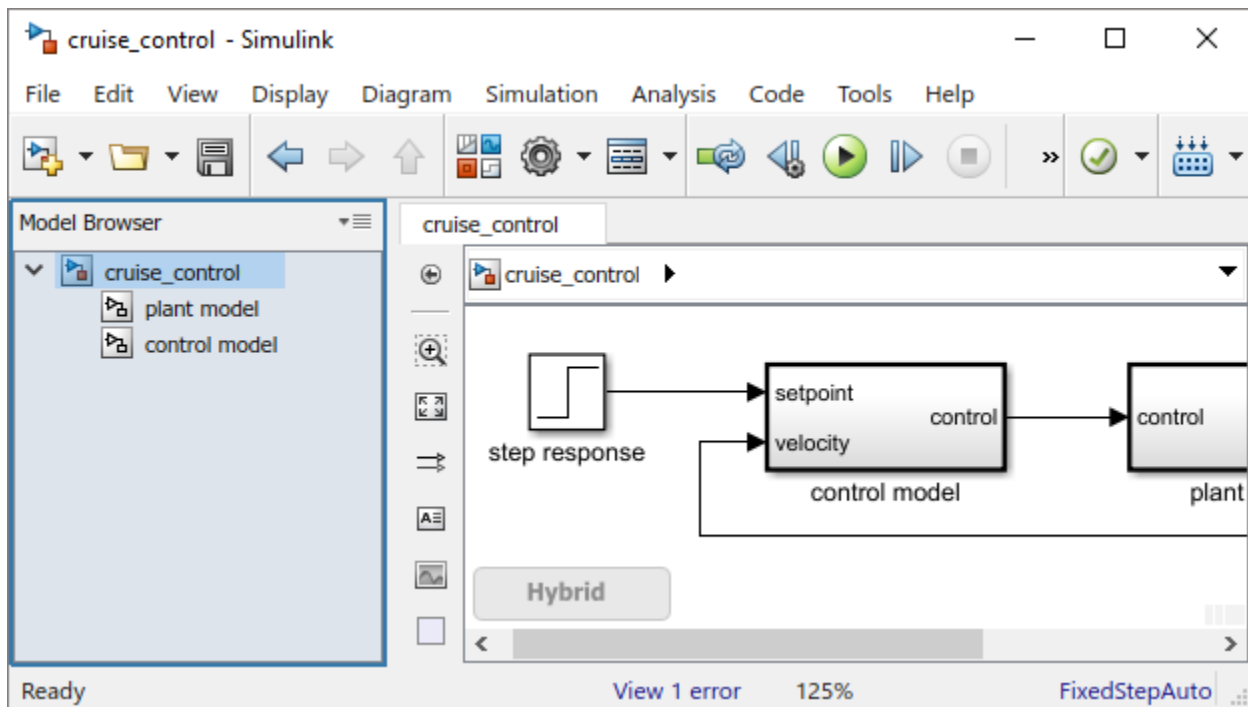 cruise_control - Simulink
File Edit View Display Diagram Simulation Analysis Code Tools Help
Model Browser
cruise_control
cruise_control
plant model
control model
cruise_control
setpoint
control
velocity
control
step response
control model
plant
Hybrid
Ready
View 1 error
125%
FixedStepAuto